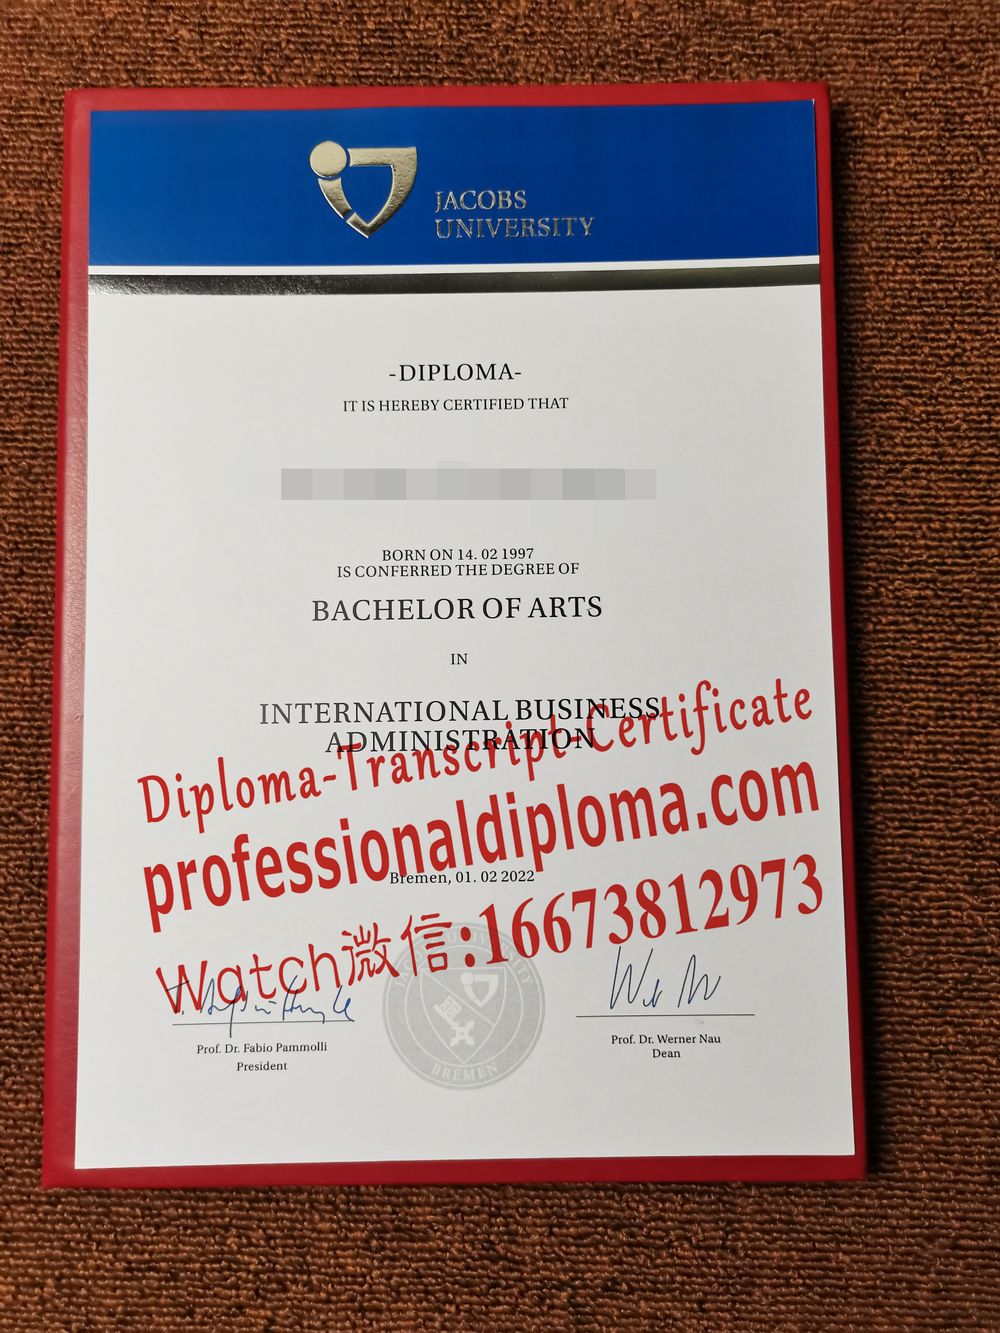 JACOBS
UNIVERSITY
-DIPLOMA-
IT IS HEREBY CERTIFIED THAT
BORN ON 14. 02 1997
IS CONFERRED THE DEGREE OF
BACHELOR OF ARTS
IN
INTERNATIONAL BUSINESS
ADMINISTRATION
Diploma-Transcript-Certificate
professionaldiploma.com
Bremen, 01. 02 2022
Watch微信:16673812973
Prof. Dr. Fabio Pammolli
President
BREMEN
Prof. Dr. Werner Nau
Dean